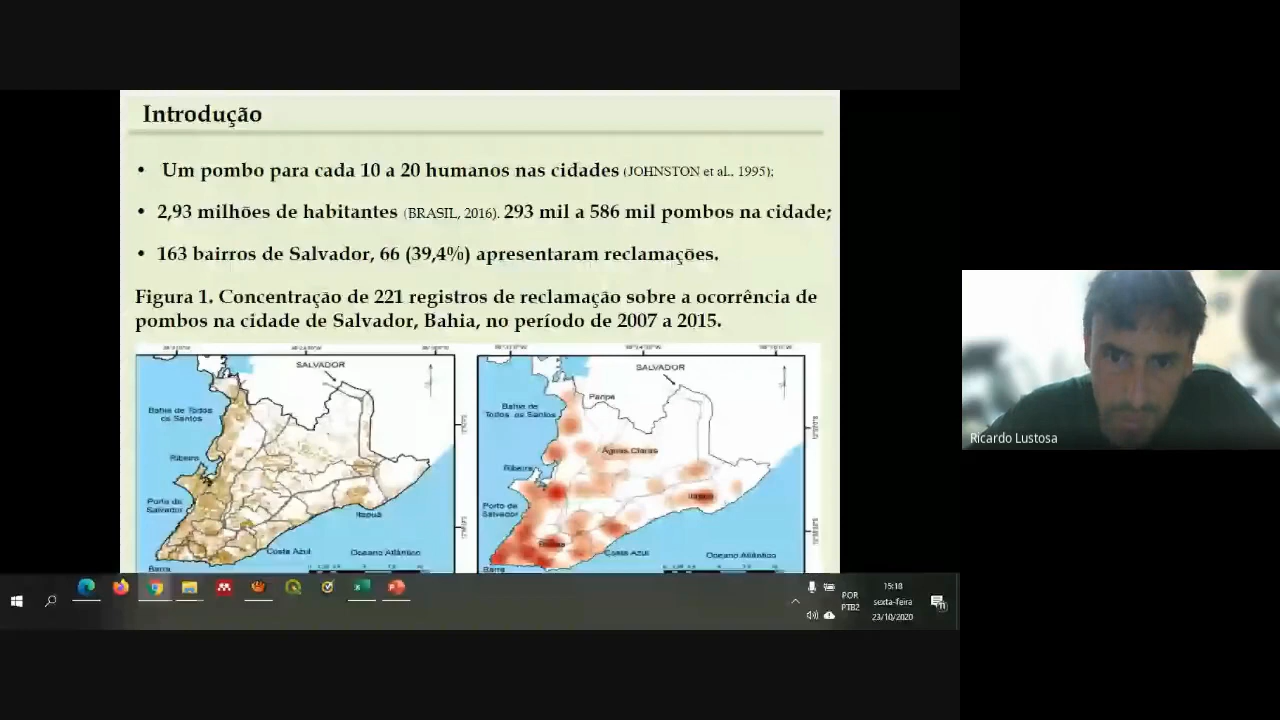 Introdução
• Um pombo para cada 10 a 20 humanos nas cidades (JOHNSTON et al., 1995);
• 2,93 milhões de habitantes (BRASIL, 2016). 293 mil a 586 mil pombos na cidade;
• 163 bairros de Salvador, 66 (39,4%) apresentaram reclamações.
Figura 1. Concentração de 221 registros de reclamação sobre a ocorrência de
pombos na cidade de Salvador, Bahia, no período de 2007 a 2015.
SALVADOR
Bahia de Todos
os Santos
Ribeira
Porto de
Salvador
Itapuã
Costa Azul
Oceano Atlântico
Barra
SALVADOR
Paripe
Bahia de
Todos os Santos
Águas Claras
Ribeira
Porto de
Salvador
Itapuã
Costa Azul
Oceano Atlântico
Barra
Ricardo Lustosa
POR
PTB2
15:18
sexta-feira
23/10/2020